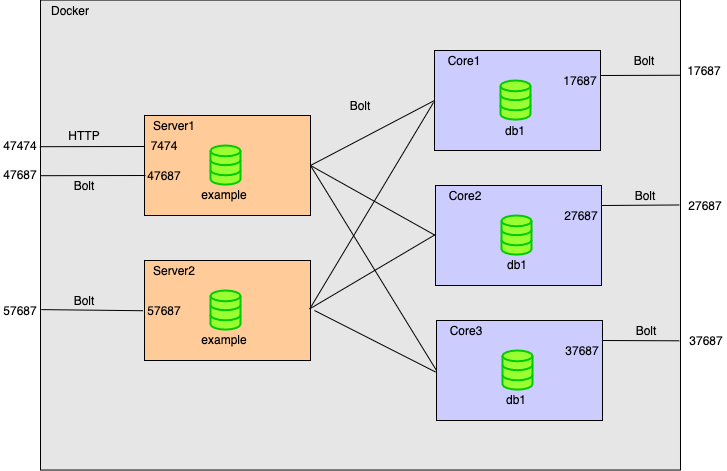 Docker
Server1
47474
HTTP
7474
47687
Bolt
47687
example
Server2
57687
Bolt
57687
example
Bolt
Core1
17687
Bolt
17687
db1
Core2
27687
Bolt
27687
db1
Core3
37687
Bolt
37687
db1